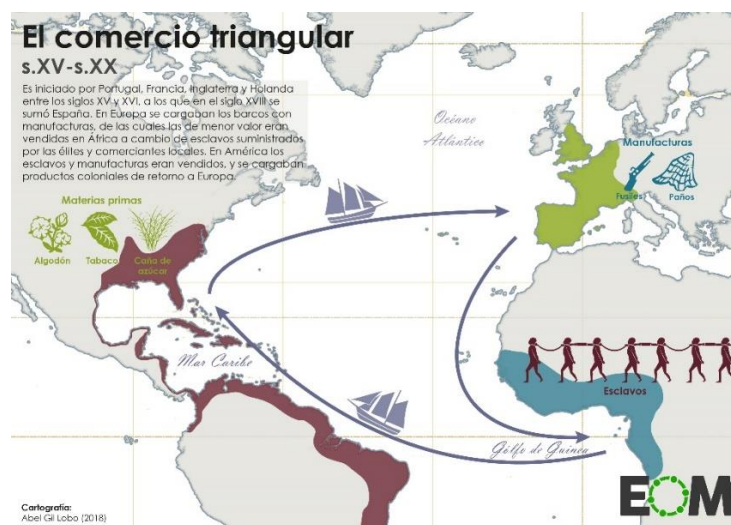 El comercio triangular
s.XV-s.XX
Es iniciado por Portugal, Francia, Inglaterra y Holanda
entre los siglos XV y XVI, a los que en el siglo XVIII se
sumó España. En Europa se cargaban los barcos con
manufacturas, de las cuales las de menor valor eran
vendidas en África a cambio de esclavos suministrados
por las élites y comerciantes locales. En América los
esclavos y manufacturas eran vendidos, y se cargaban
productos coloniales de retorno a Europa.
Materias primas
Algodón
Tabaco
Caña de
azúcar
Océano
Atlántico
Manufacturas
Fusiles
Paños
Mar Caribe
Esclavos
Golfo de Guinea
Cartografía:
Abel Gil Lobo (2018)
EOM